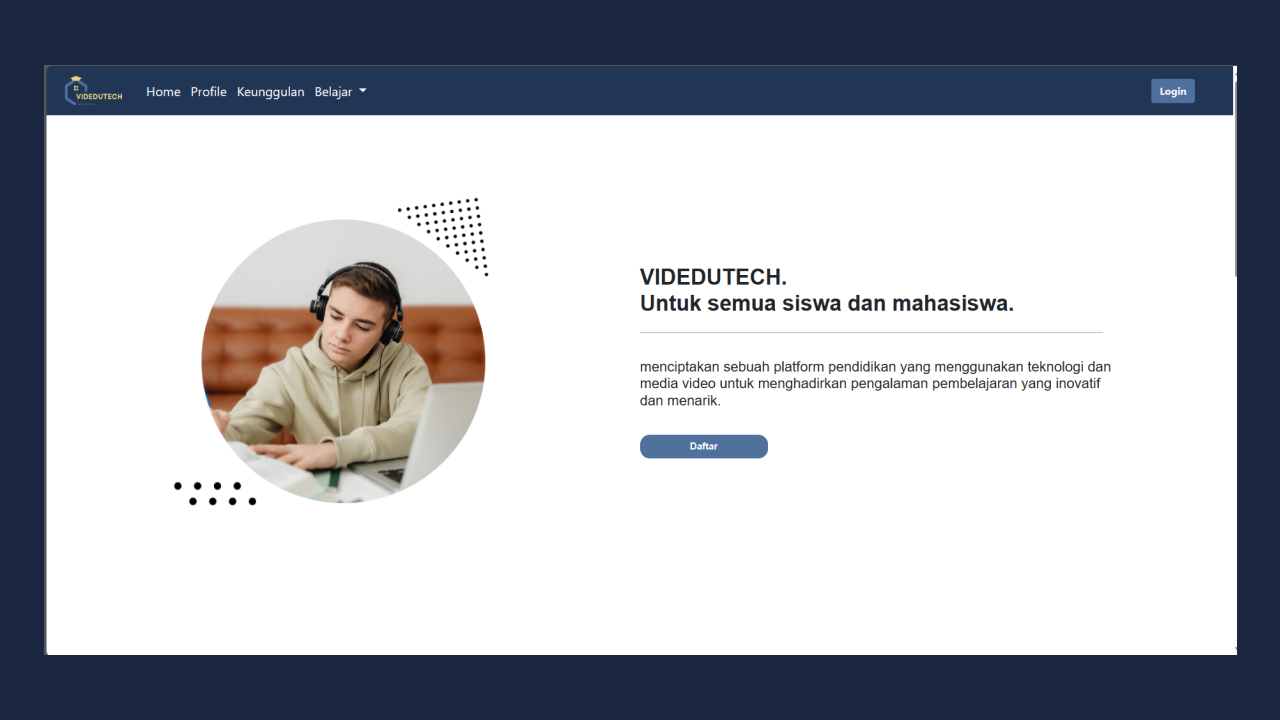 VIDEDUTECH
Home Profile Keunggulan Belajar
Login
VIDEDUTECH.
Untuk semua siswa dan mahasiswa.
menciptakan sebuah platform pendidikan yang menggunakan teknologi dan
media video untuk menghadirkan pengalaman pembelajaran yang inovatif
dan menarik.
Daftar